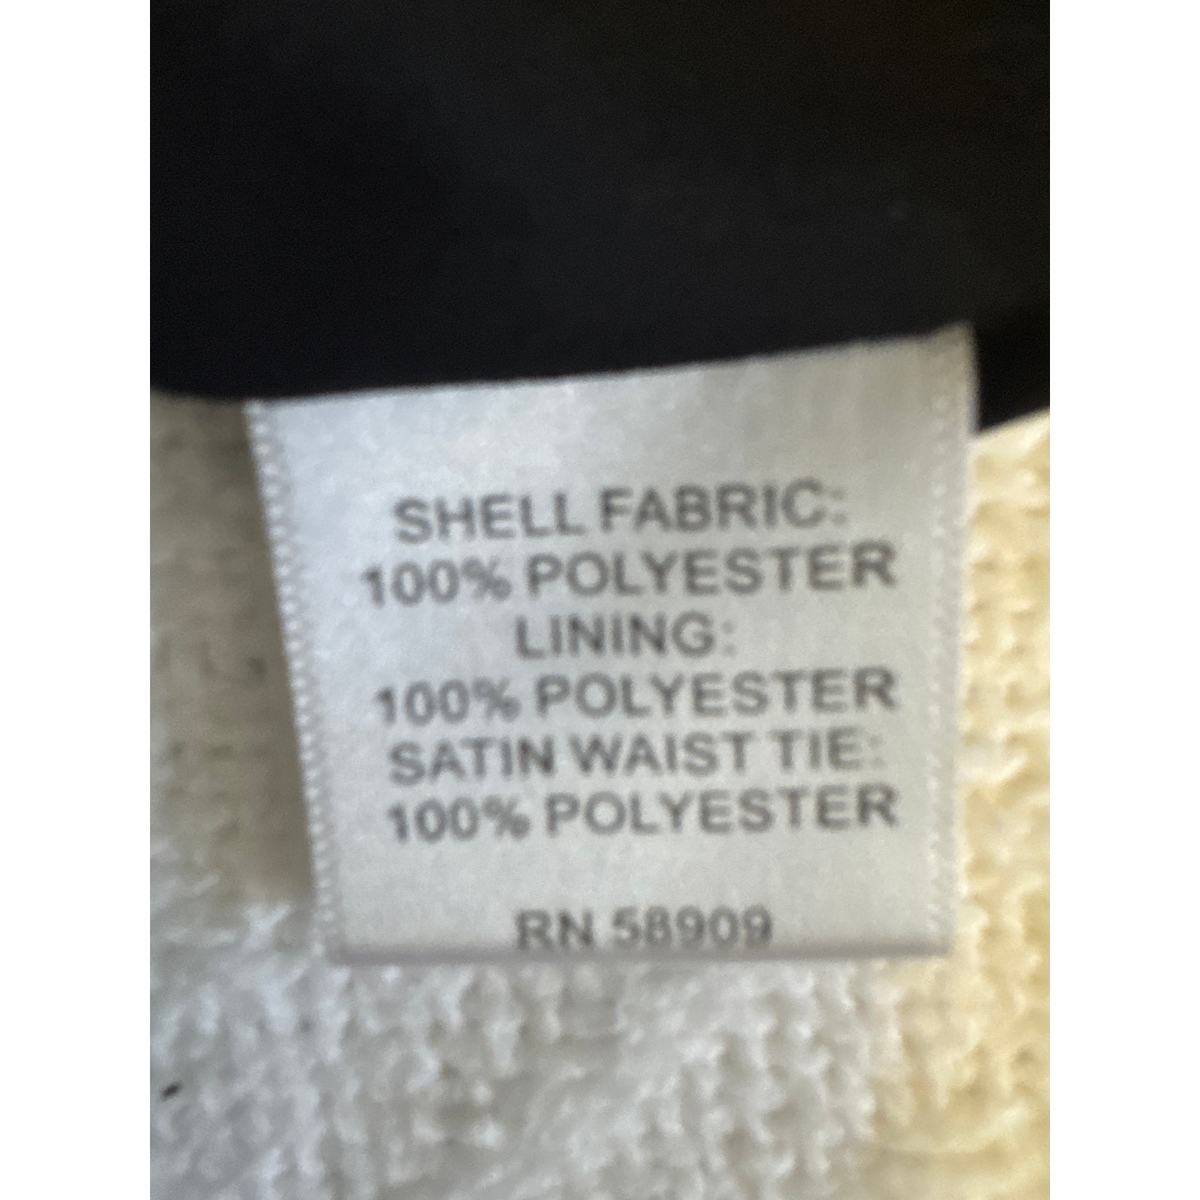 SHELL FABRIC:
100% POLYESTER
LINING:
100% POLYESTER
SATIN WAIST TIE:
100% POLYESTER
RN 58909